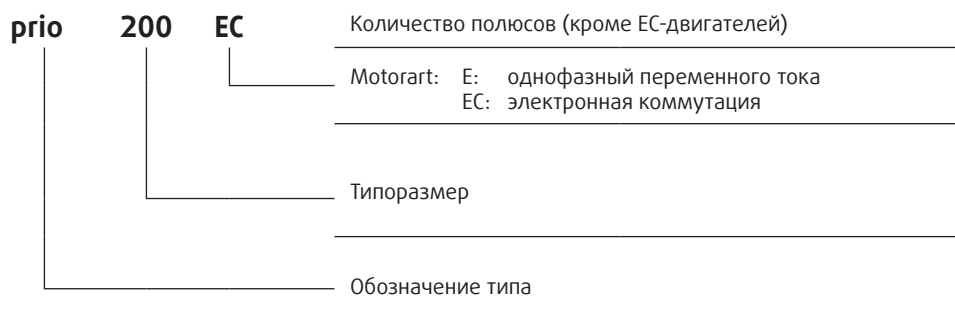 prio 200 EC Количество полюсов (кроме EC-двигателей)
Motorart: E: однофазный переменного тока
EC: электронная коммутация
Типоразмер
Обозначение типа